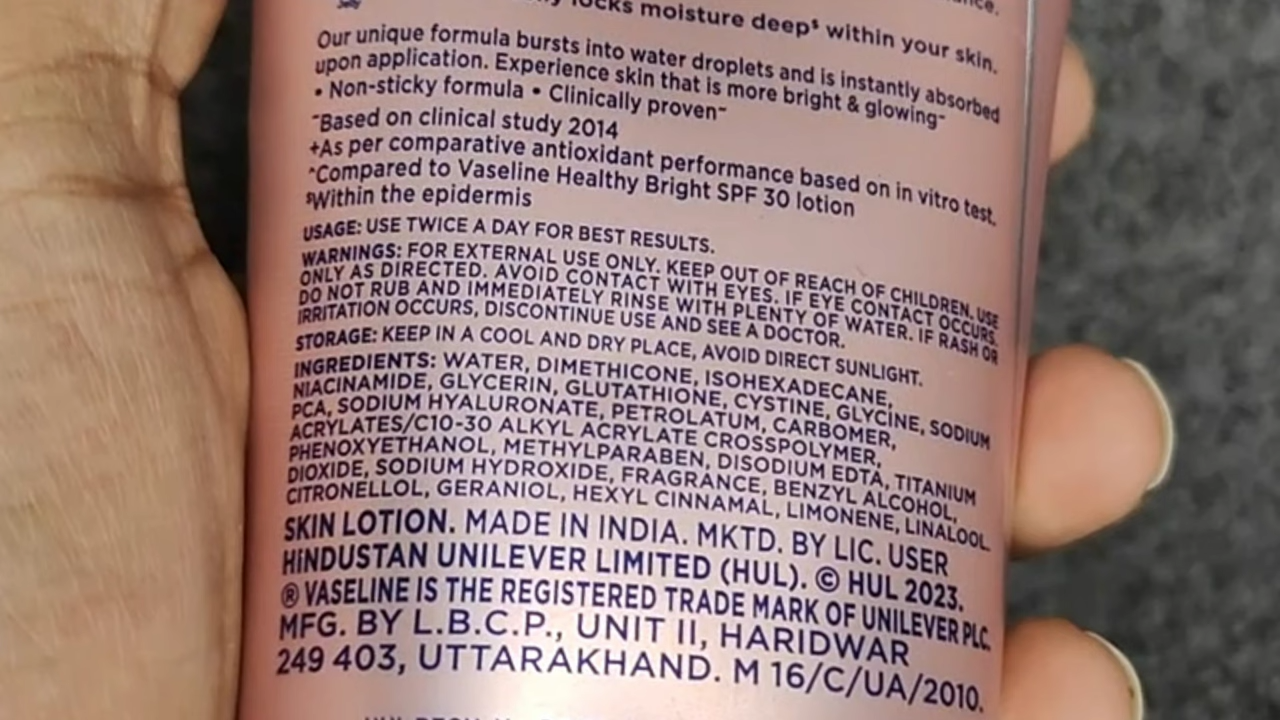 locks moisture deep$ within your skin.
Our unique formula bursts into water droplets and is instantly absorbed
upon application. Experience skin that is more bright & glowing~
• Non-sticky formula • Clinically proven~
~Based on clinical study 2014
+As per comparative antioxidant performance based on in vitro test.
^Compared to Vaseline Healthy Bright SPF 30 lotion
$Within the epidermis
USAGE: USE TWICE A DAY FOR BEST RESULTS.
WARNINGS: FOR EXTERNAL USE ONLY. KEEP OUT OF REACH OF CHILDREN. USE
ONLY AS DIRECTED. AVOID CONTACT WITH EYES. IF EYE CONTACT OCCURS,
DO NOT RUB AND IMMEDIATELY RINSE WITH PLENTY OF WATER. IF RASH OR
IRRITATION OCCURS, DISCONTINUE USE AND SEE A DOCTOR.
STORAGE: KEEP IN A COOL AND DRY PLACE, AVOID DIRECT SUNLIGHT.
INGREDIENTS: WATER, DIMETHICONE, ISOHEXADECANE,
NIACINAMIDE, GLYCERIN, GLUTATHIONE, CYSTINE, GLYCINE, SODIUM
PCA, SODIUM HYALURONATE, PETROLATUM, CARBOMER,
ACRYLATES/C10-30 ALKYL ACRYLATE CROSSPOLYMER,
PHENOXYETHANOL, METHYLPARABEN, DISODIUM EDTA, TITANIUM
DIOXIDE, SODIUM HYDROXIDE, FRAGRANCE, BENZYL ALCOHOL,
CITRONELLOL, GERANIOL, HEXYL CINNAMAL, LIMONENE, LINALOOL.
SKIN LOTION. MADE IN INDIA. MKTD. BY LIC. USER
HINDUSTAN UNILEVER LIMITED (HUL). © HUL 2023.
® VASELINE IS THE REGISTERED TRADE MARK OF UNILEVER PLC.
MFG. BY L.B.C.P., UNIT II, HARIDWAR
249 403, UTTARAKHAND. M 16/C/UA/2010.